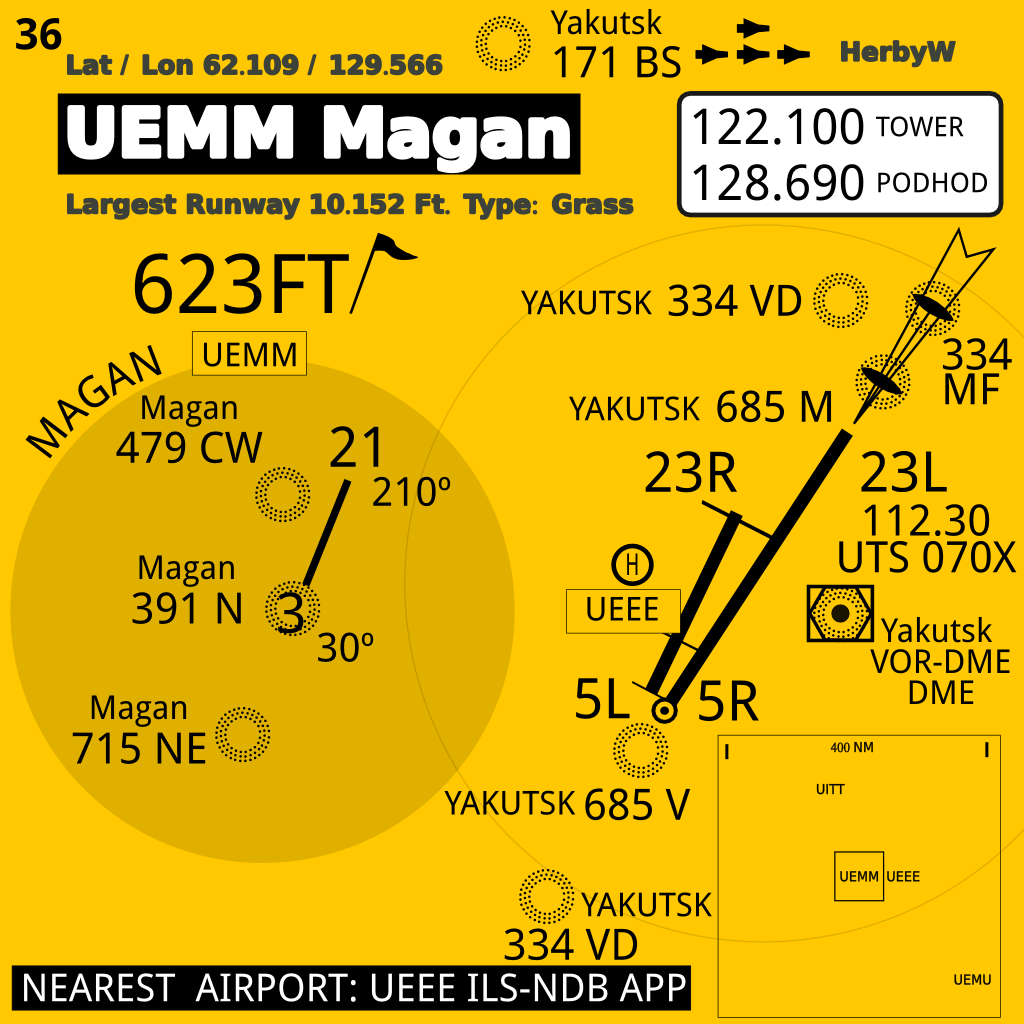 36
Lat / Lon 62.109 / 129.566
Yakutsk
171 BS
HerbyW
UEMM Magan
122.100 TOWER
128.690 PODHOD
Largest Runway 10.152 Ft. Type: Grass
623FT
UEMM
MAGAN
Magan
479 CW
21
210º
Magan
391 N
3
30º
Magan
715 NE
YAKUTSK 334 VD
334
MF
YAKUTSK 685 M
23R
23L
112.30
UTS 070X
H
UEEE
Yakutsk
VOR-DME
DME
5L
5R
YAKUTSK 685 V
400 NM
UITT
UEMM
UEEE
UEMU
YAKUTSK
334 VD
NEAREST AIRPORT: UEEE ILS-NDB APP